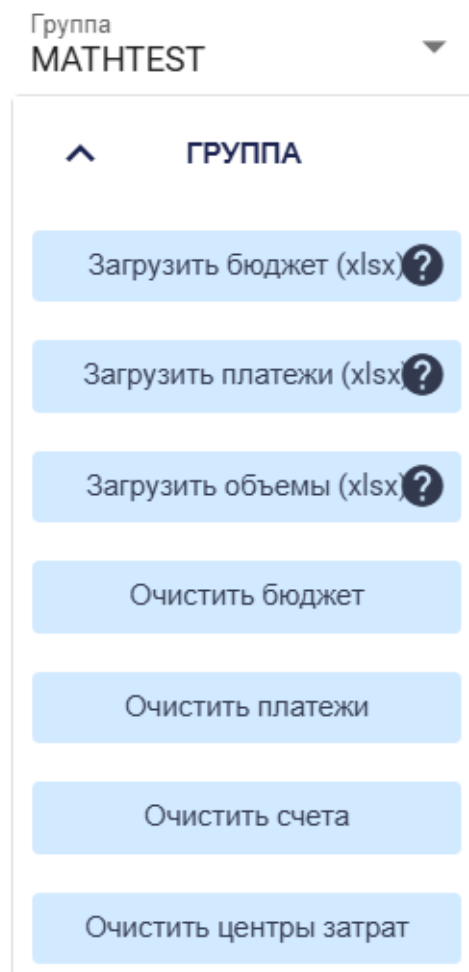 Группа
MATHTEST
ГРУППА
Загрузить бюджет (xlsx)
Загрузить платежи (xlsx)
Загрузить объемы (xlsx)
Очистить бюджет
Очистить платежи
Очистить счета
Очистить центры затрат